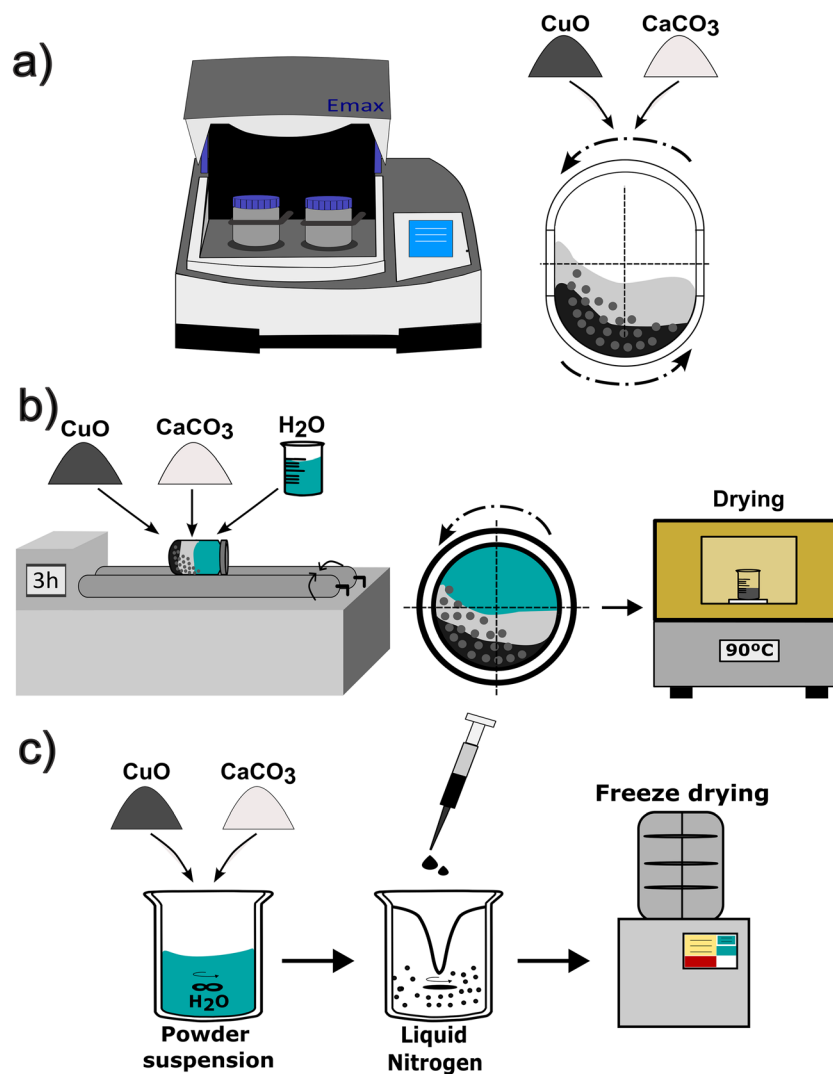 a)
CuO
CaCO3
Emax
b)
CuO
CaCO3
H2O
3h
Drying
90ºC
c)
CuO
CaCO3
Freeze drying
H2O
Powder
suspension
Liquid
Nitrogen